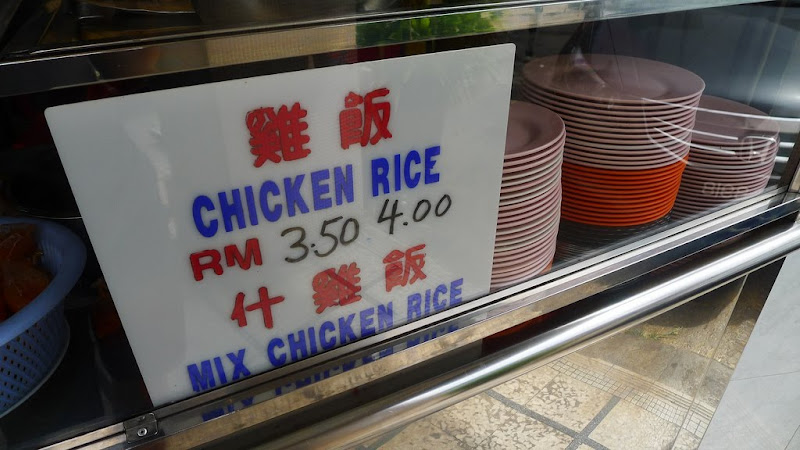 雞 飯
CHICKEN RICE
RM 3.50 4.00
什 雞 飯
MIX CHICKEN RICE